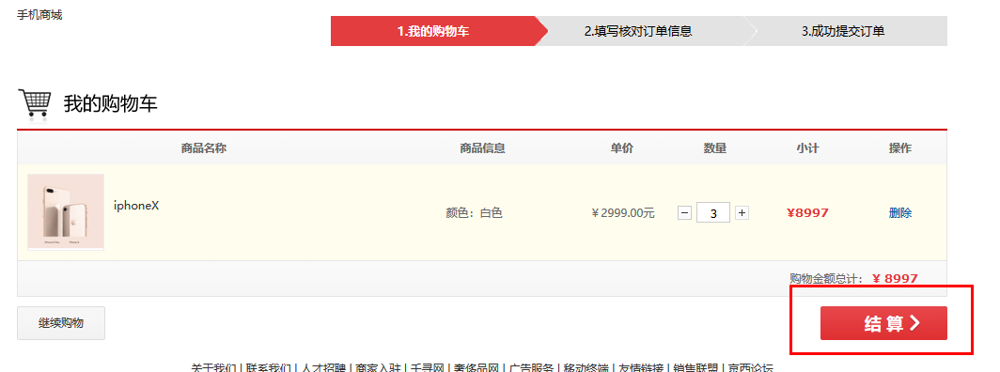 手机商城
1.我的购物车 2.填写核对订单信息 3.成功提交订单
我的购物车
商品名称 商品信息 单价 数量 小计 操作
iphoneX
颜色：白色 ￥2999.00元 - 3 + ¥8997 删除
购物金额总计： ¥ 8997
继续购物 结 算
关于我们 | 联系我们 | 人才招聘 | 商家入驻 | 千寻网 | 奢侈品网 | 广告服务 | 移动终端 | 友情链接 | 销售联盟 | 京西论坛